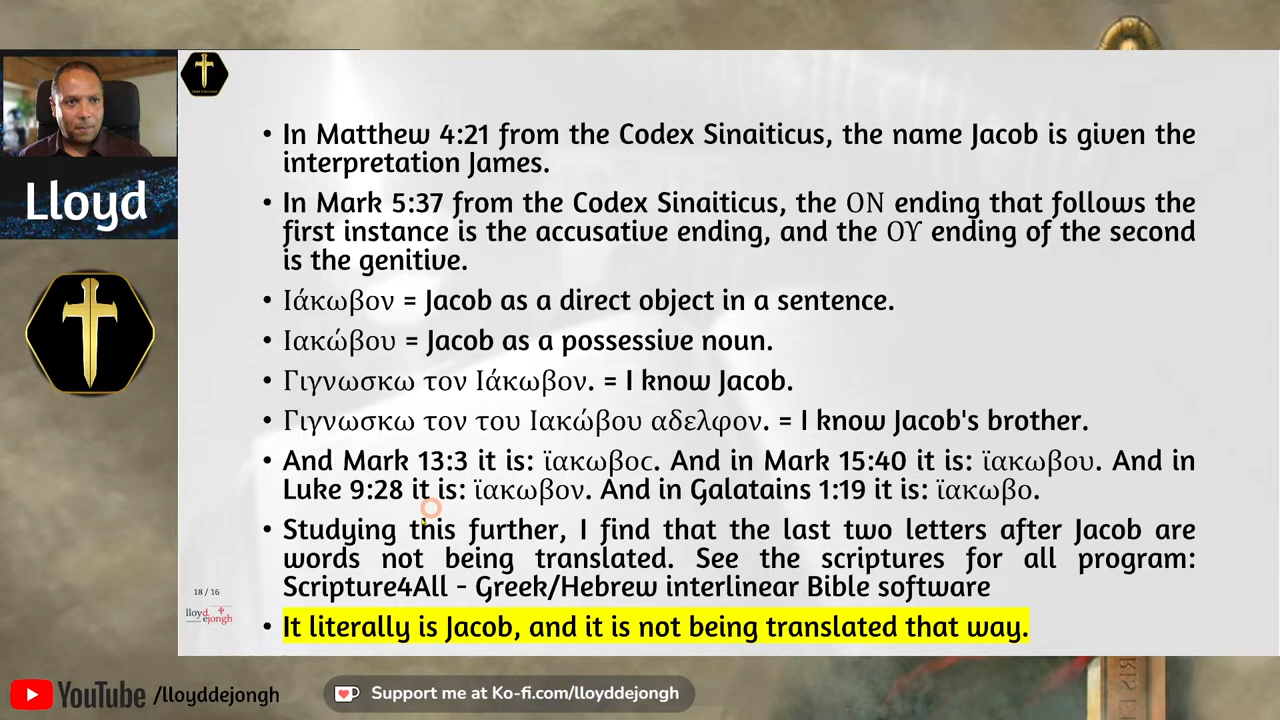 Lloyd
• In Matthew 4:21 from the Codex Sinaiticus, the name Jacob is given the
interpretation James.
• In Mark 5:37 from the Codex Sinaiticus, the ΟΝ ending that follows the
first instance is the accusative ending, and the ΟΥ ending of the second
is the genitive.
• Ιάκωβον = Jacob as a direct object in a sentence.
• Ιακώβου = Jacob as a possessive noun.
• Γιγνωσκω τον Ιάκωβον. = I know Jacob.
• Γιγνωσκω τον του Ιακώβου αδελφον. = I know Jacob's brother.
• And Mark 13:3 it is: ϊακωβοϲ. And in Mark 15:40 it is: ϊακωβου. And in
Luke 9:28 it is: ϊακωβον. And in Galatains 1:19 it is: ϊακωβο.
• Studying this further, I find that the last two letters after Jacob are
words not being translated. See the scriptures for all program:
Scripture4All - Greek/Hebrew interlinear Bible software
18 / 16
lloyd
dejongh
• It literally is Jacob, and it is not being translated that way.
YouTube /lloyddejongh
Support me at Ko-fi.com/lloyddejongh